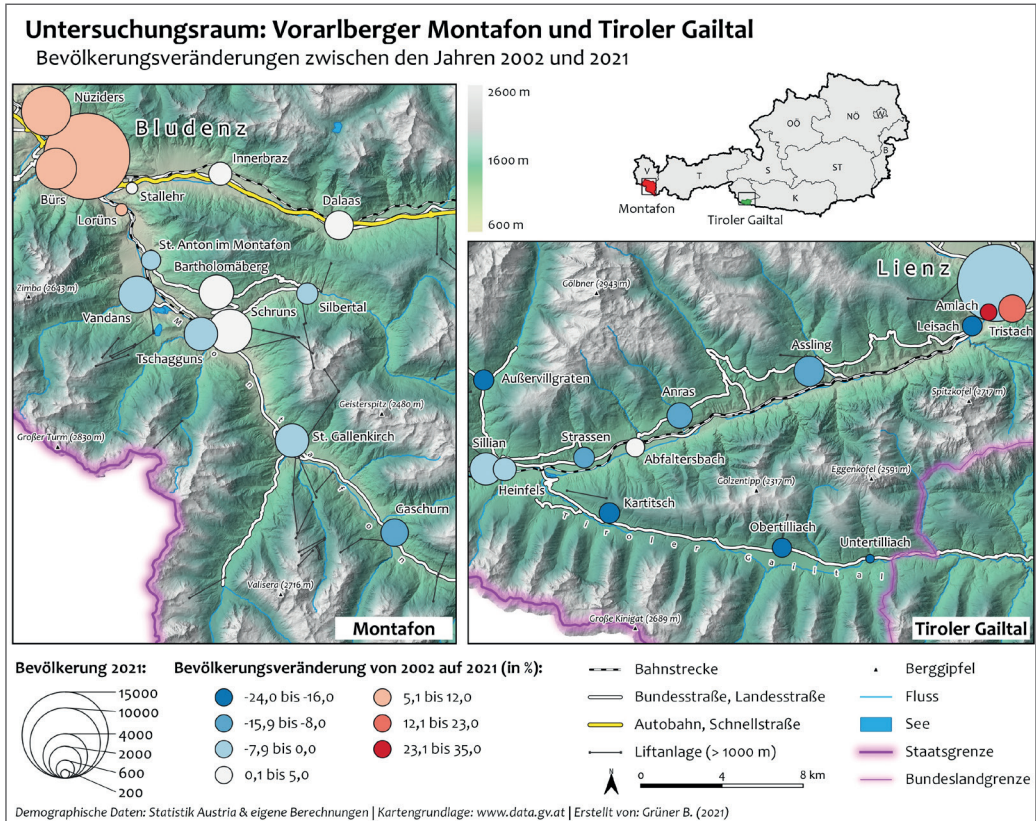 Untersuchungsraum: Vorarlberger Montafon und Tiroler Gailtal
Bevölkerungsveränderungen zwischen den Jahren 2002 und 2021
Nüziders
Bludenz
Bürs
Stallehr
Innerbraz
Lorüns
Dalaas
St. Anton im Montafon
Bartholomäberg
Zimba (2643 m)
Vandans
Schruns
Silbertal
Tschagguns
Montafon
Geisterspitz (2480 m)
Großer Turm (2830 m)
St. Gallenkirch
Gaschurn
Valisera (2716 m)
Montafon
2600 m
1600 m
600 m
OÖ
NÖ
W
B
V
T
S
ST
K
Montafon
Tiroler Gailtal
Lienz
Gölbner (2943 m)
Amlach
Leisach
Tristach
Assling
Außervillgraten
Anras
Spitzkofel (2717 m)
Sillian
Strassen
Abfaltersbach
Heinfels
Golzentipp (2317 m)
Eggenkofel (2591 m)
Kartitsch
Obertilliach
Untertilliach
Tiroler Gailtal
Große Kinigat (2689 m)
Tiroler Gailtal
Bevölkerung 2021:
15000
10000
4000
2000
600
200
Bevölkerungsveränderung von 2002 auf 2021 (in %):
-24,0 bis -16,0
-15,9 bis -8,0
-7,9 bis 0,0
0,1 bis 5,0
5,1 bis 12,0
12,1 bis 23,0
23,1 bis 35,0
Bahnstrecke
Bundesstraße, Landesstraße
Autobahn, Schnellstraße
Liftanlage (> 1000 m)
N
0 4 8 km
Berggipfel
Fluss
See
Staatsgrenze
Bundeslandgrenze
Demographische Daten: Statistik Austria & eigene Berechnungen | Kartengrundlage: www.data.gv.at | Erstellt von: Grüner B. (2021)